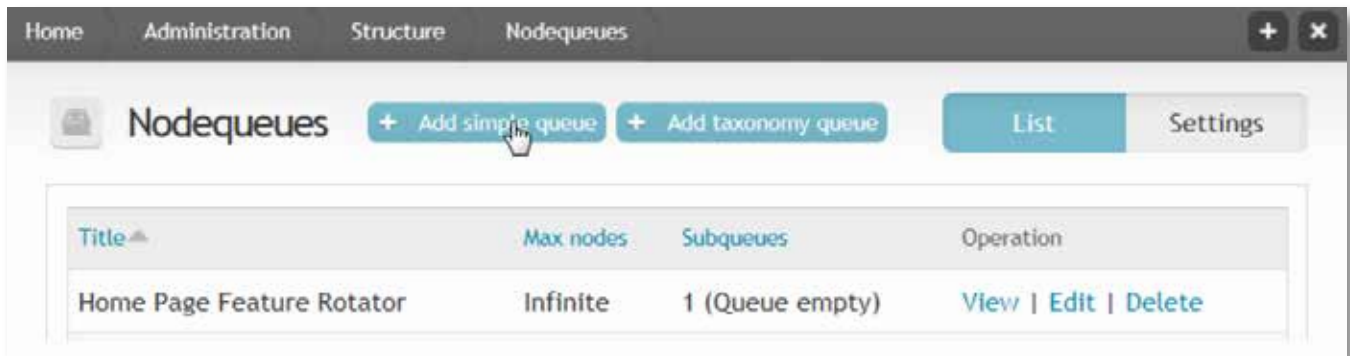 Home Administration Structure Nodequeues
Nodequeues + Add simple queue + Add taxonomy queue List Settings
Title Max nodes Subqueues Operation
Home Page Feature Rotator Infinite 1 (Queue empty) View | Edit | Delete